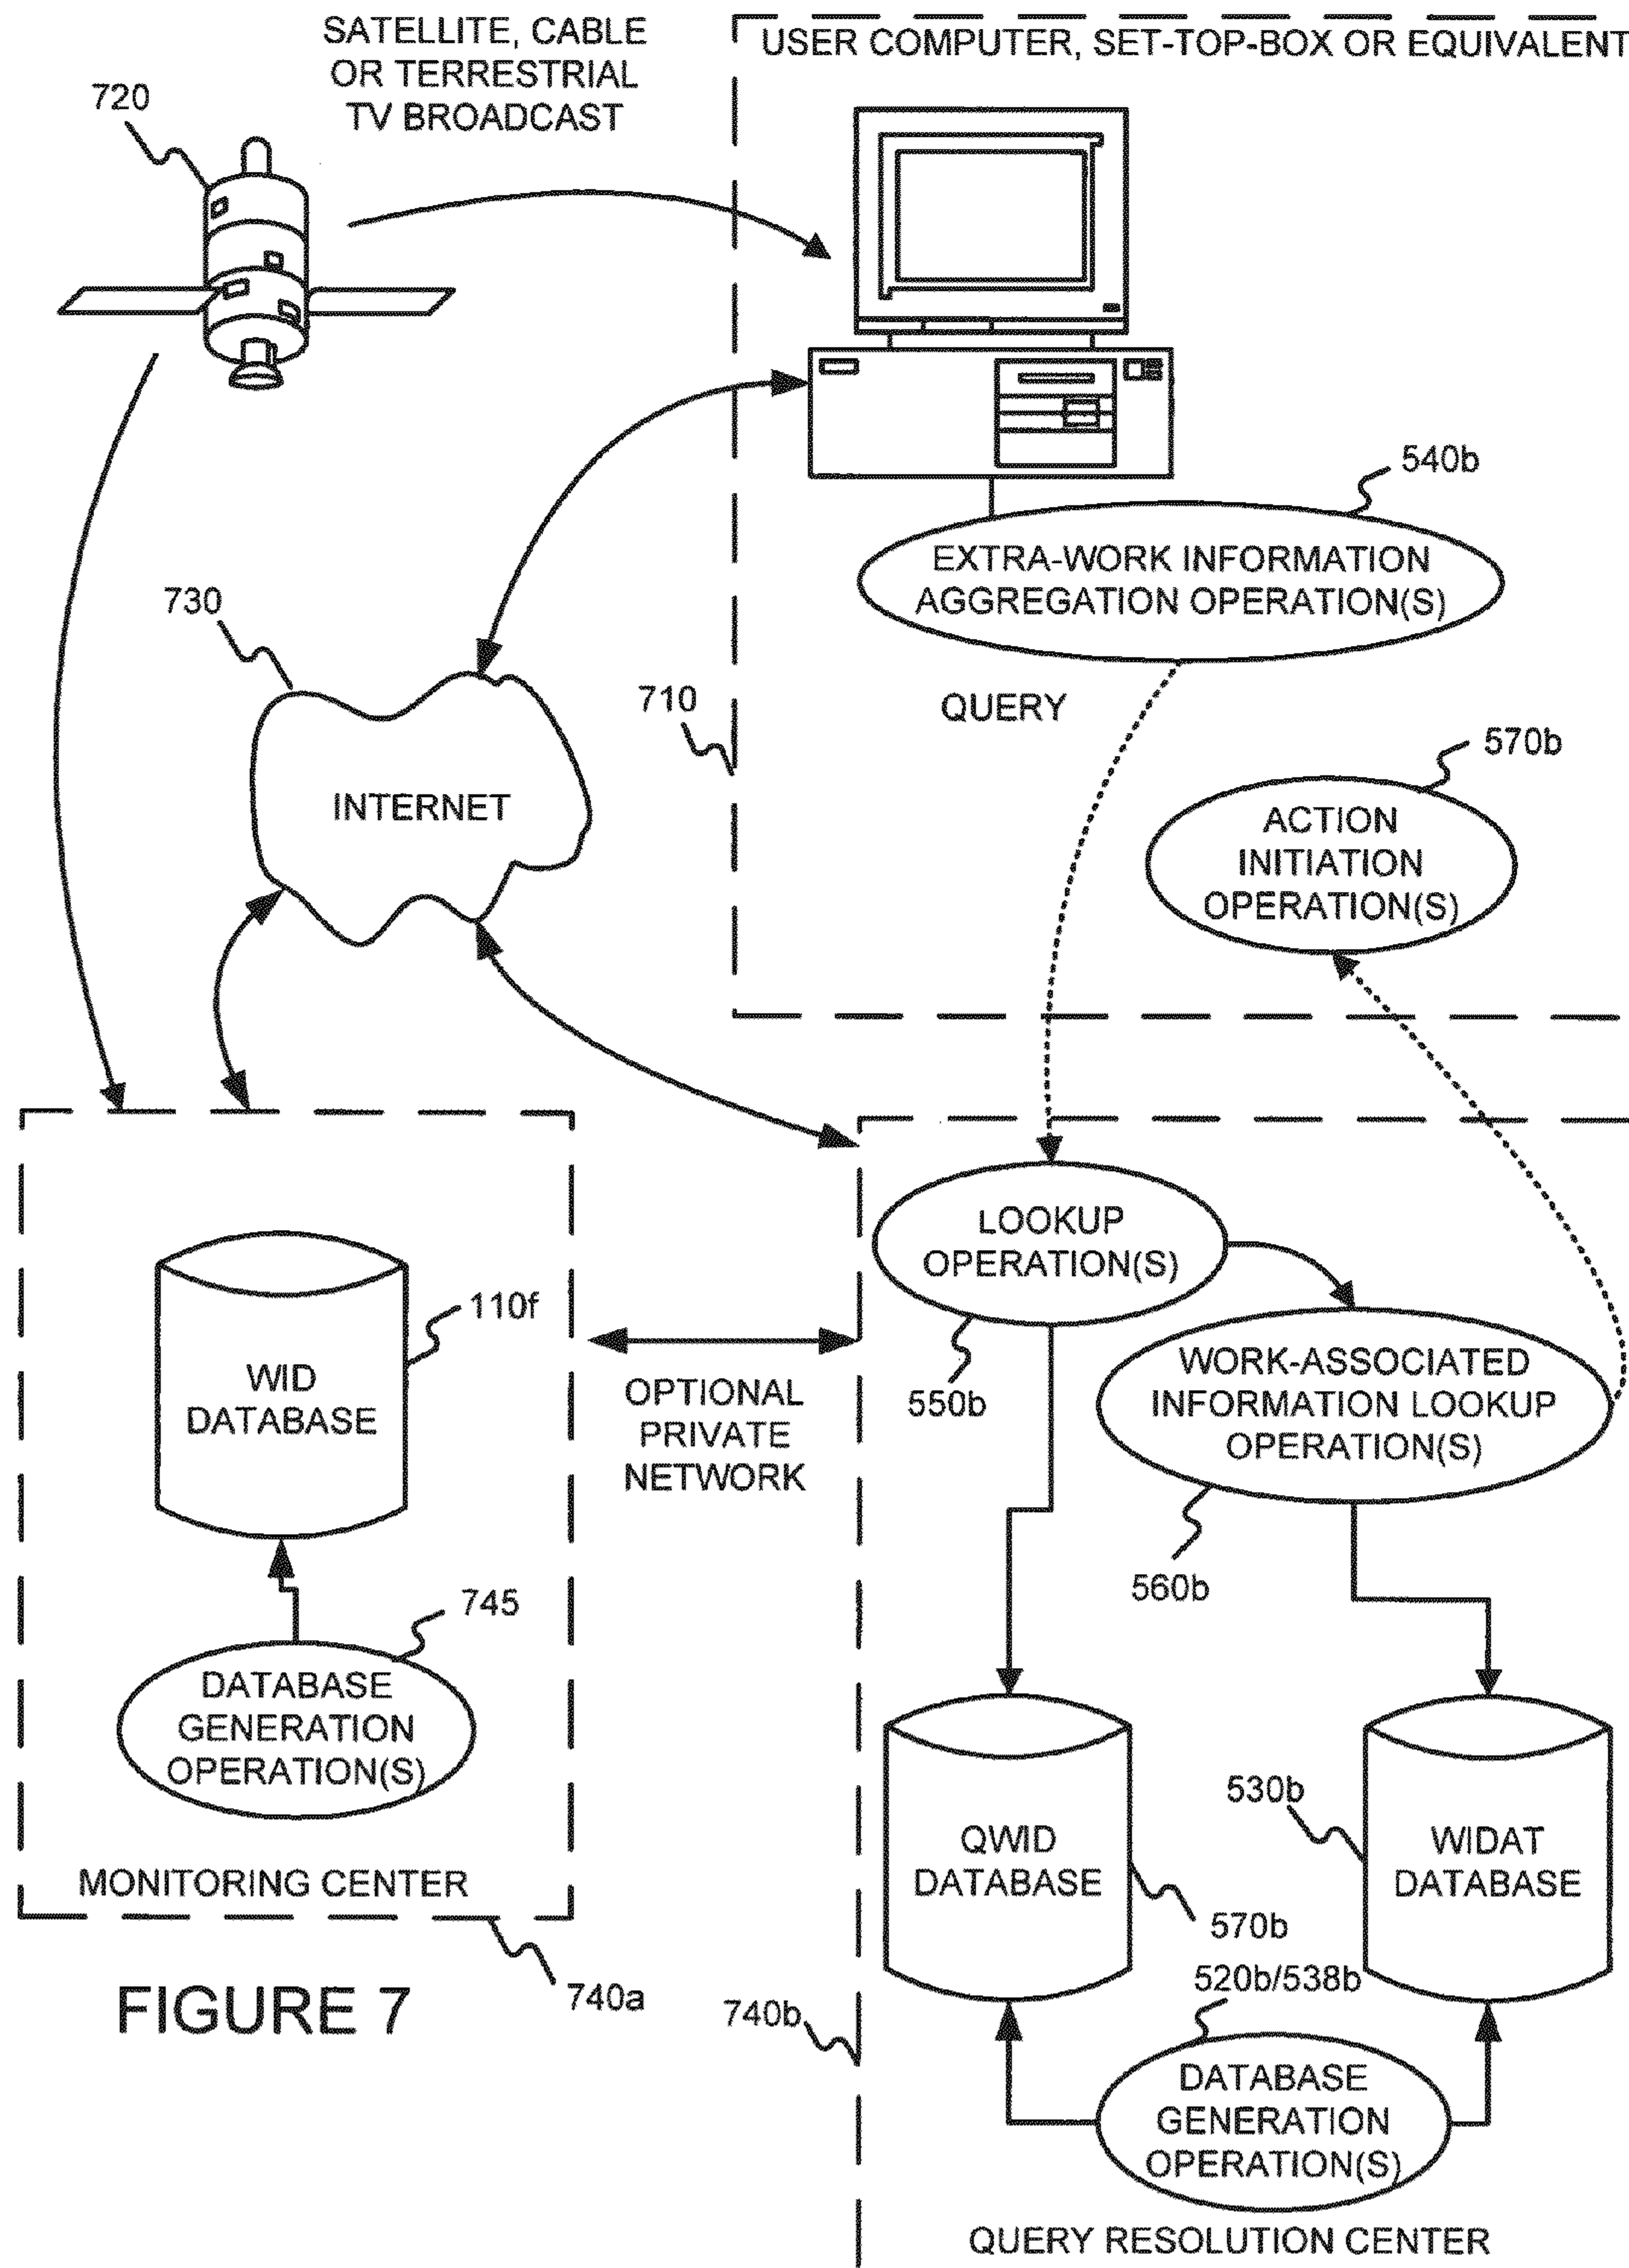 SATELLITE, CABLE
OR TERRESTRIAL
TV BROADCAST
720
USER COMPUTER, SET-TOP-BOX OR EQUIVALENT
540b
EXTRA-WORK INFORMATION
AGGREGATION OPERATION(S)
730
710
QUERY
570b
INTERNET
ACTION
INITIATION
OPERATION(S)
LOOKUP
OPERATION(S)
110f
WID
DATABASE
OPTIONAL
PRIVATE
NETWORK
550b
WORK-ASSOCIATED
INFORMATION LOOKUP
OPERATION(S)
560b
745
DATABASE
GENERATION
OPERATION(S)
530b
QWID
DATABASE
WIDAT
DATABASE
MONITORING CENTER
570b
520b/538b
740a
FIGURE 7
740b
DATABASE
GENERATION
OPERATION(S)
QUERY RESOLUTION CENTER